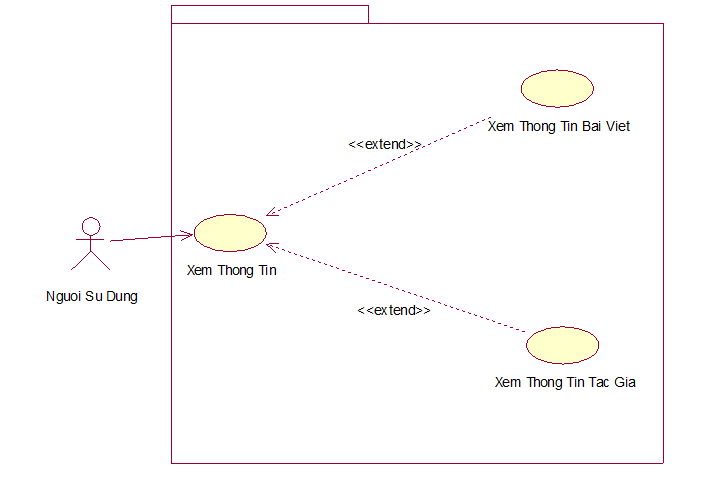 Xem Thong Tin Bai Viet
<<extend>>
Xem Thong Tin
Nguoi Su Dung
<<extend>>
Xem Thong Tin Tac Gia